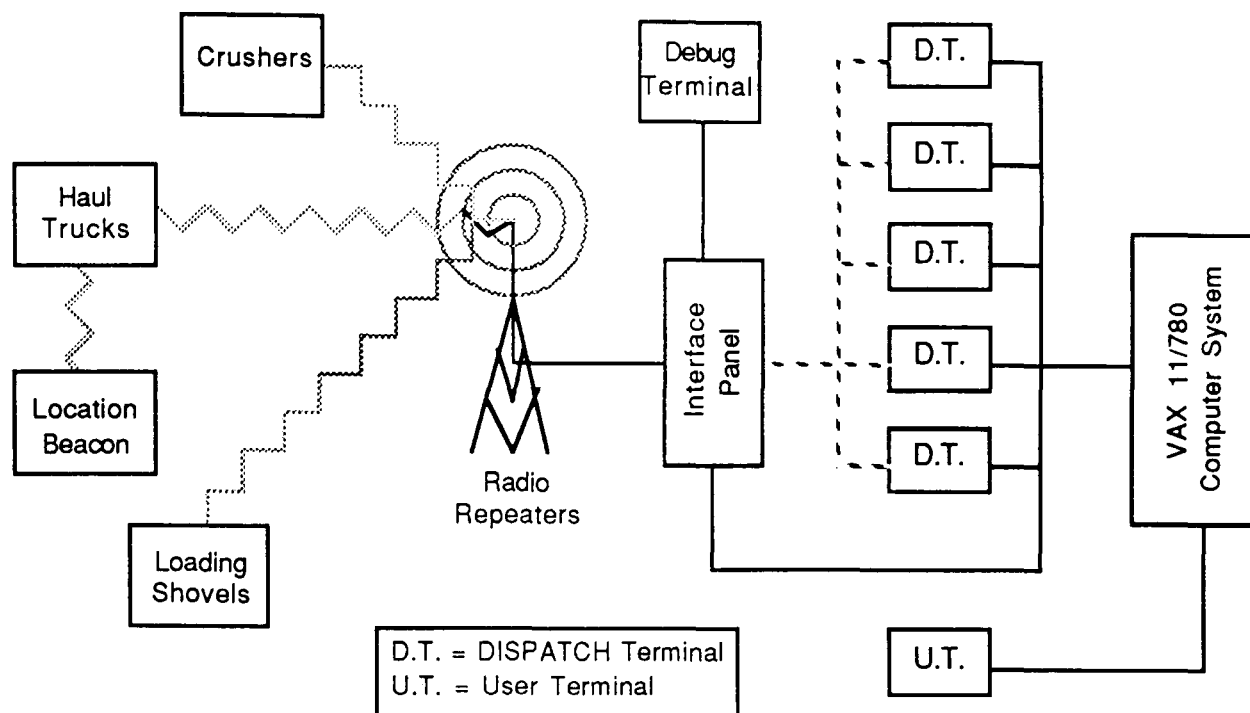 Crushers
Debug
Terminal
D.T.
D.T.
D.T.
D.T.
D.T.
Haul
Trucks
Location
Beacon
Loading
Shovels
Radio
Repeaters
Interface
Panel
VAX 11/780
Computer System
U.T.
D.T. = DISPATCH Terminal
U.T. = User Terminal